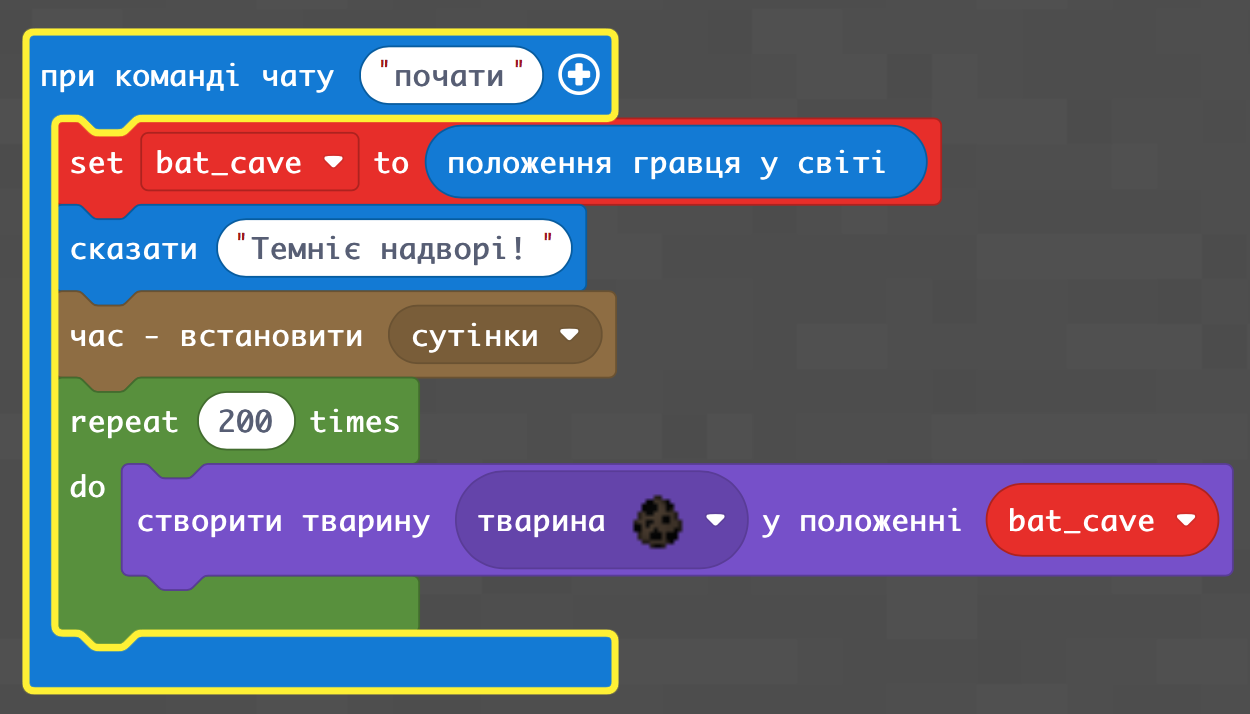 при команді чату "почати"
set bat_cave to положення гравця у світі
сказати "Темніє надворі! "
час - встановити сутінки
repeat 200 times
do
створити тварину тварина у положенні bat_cave